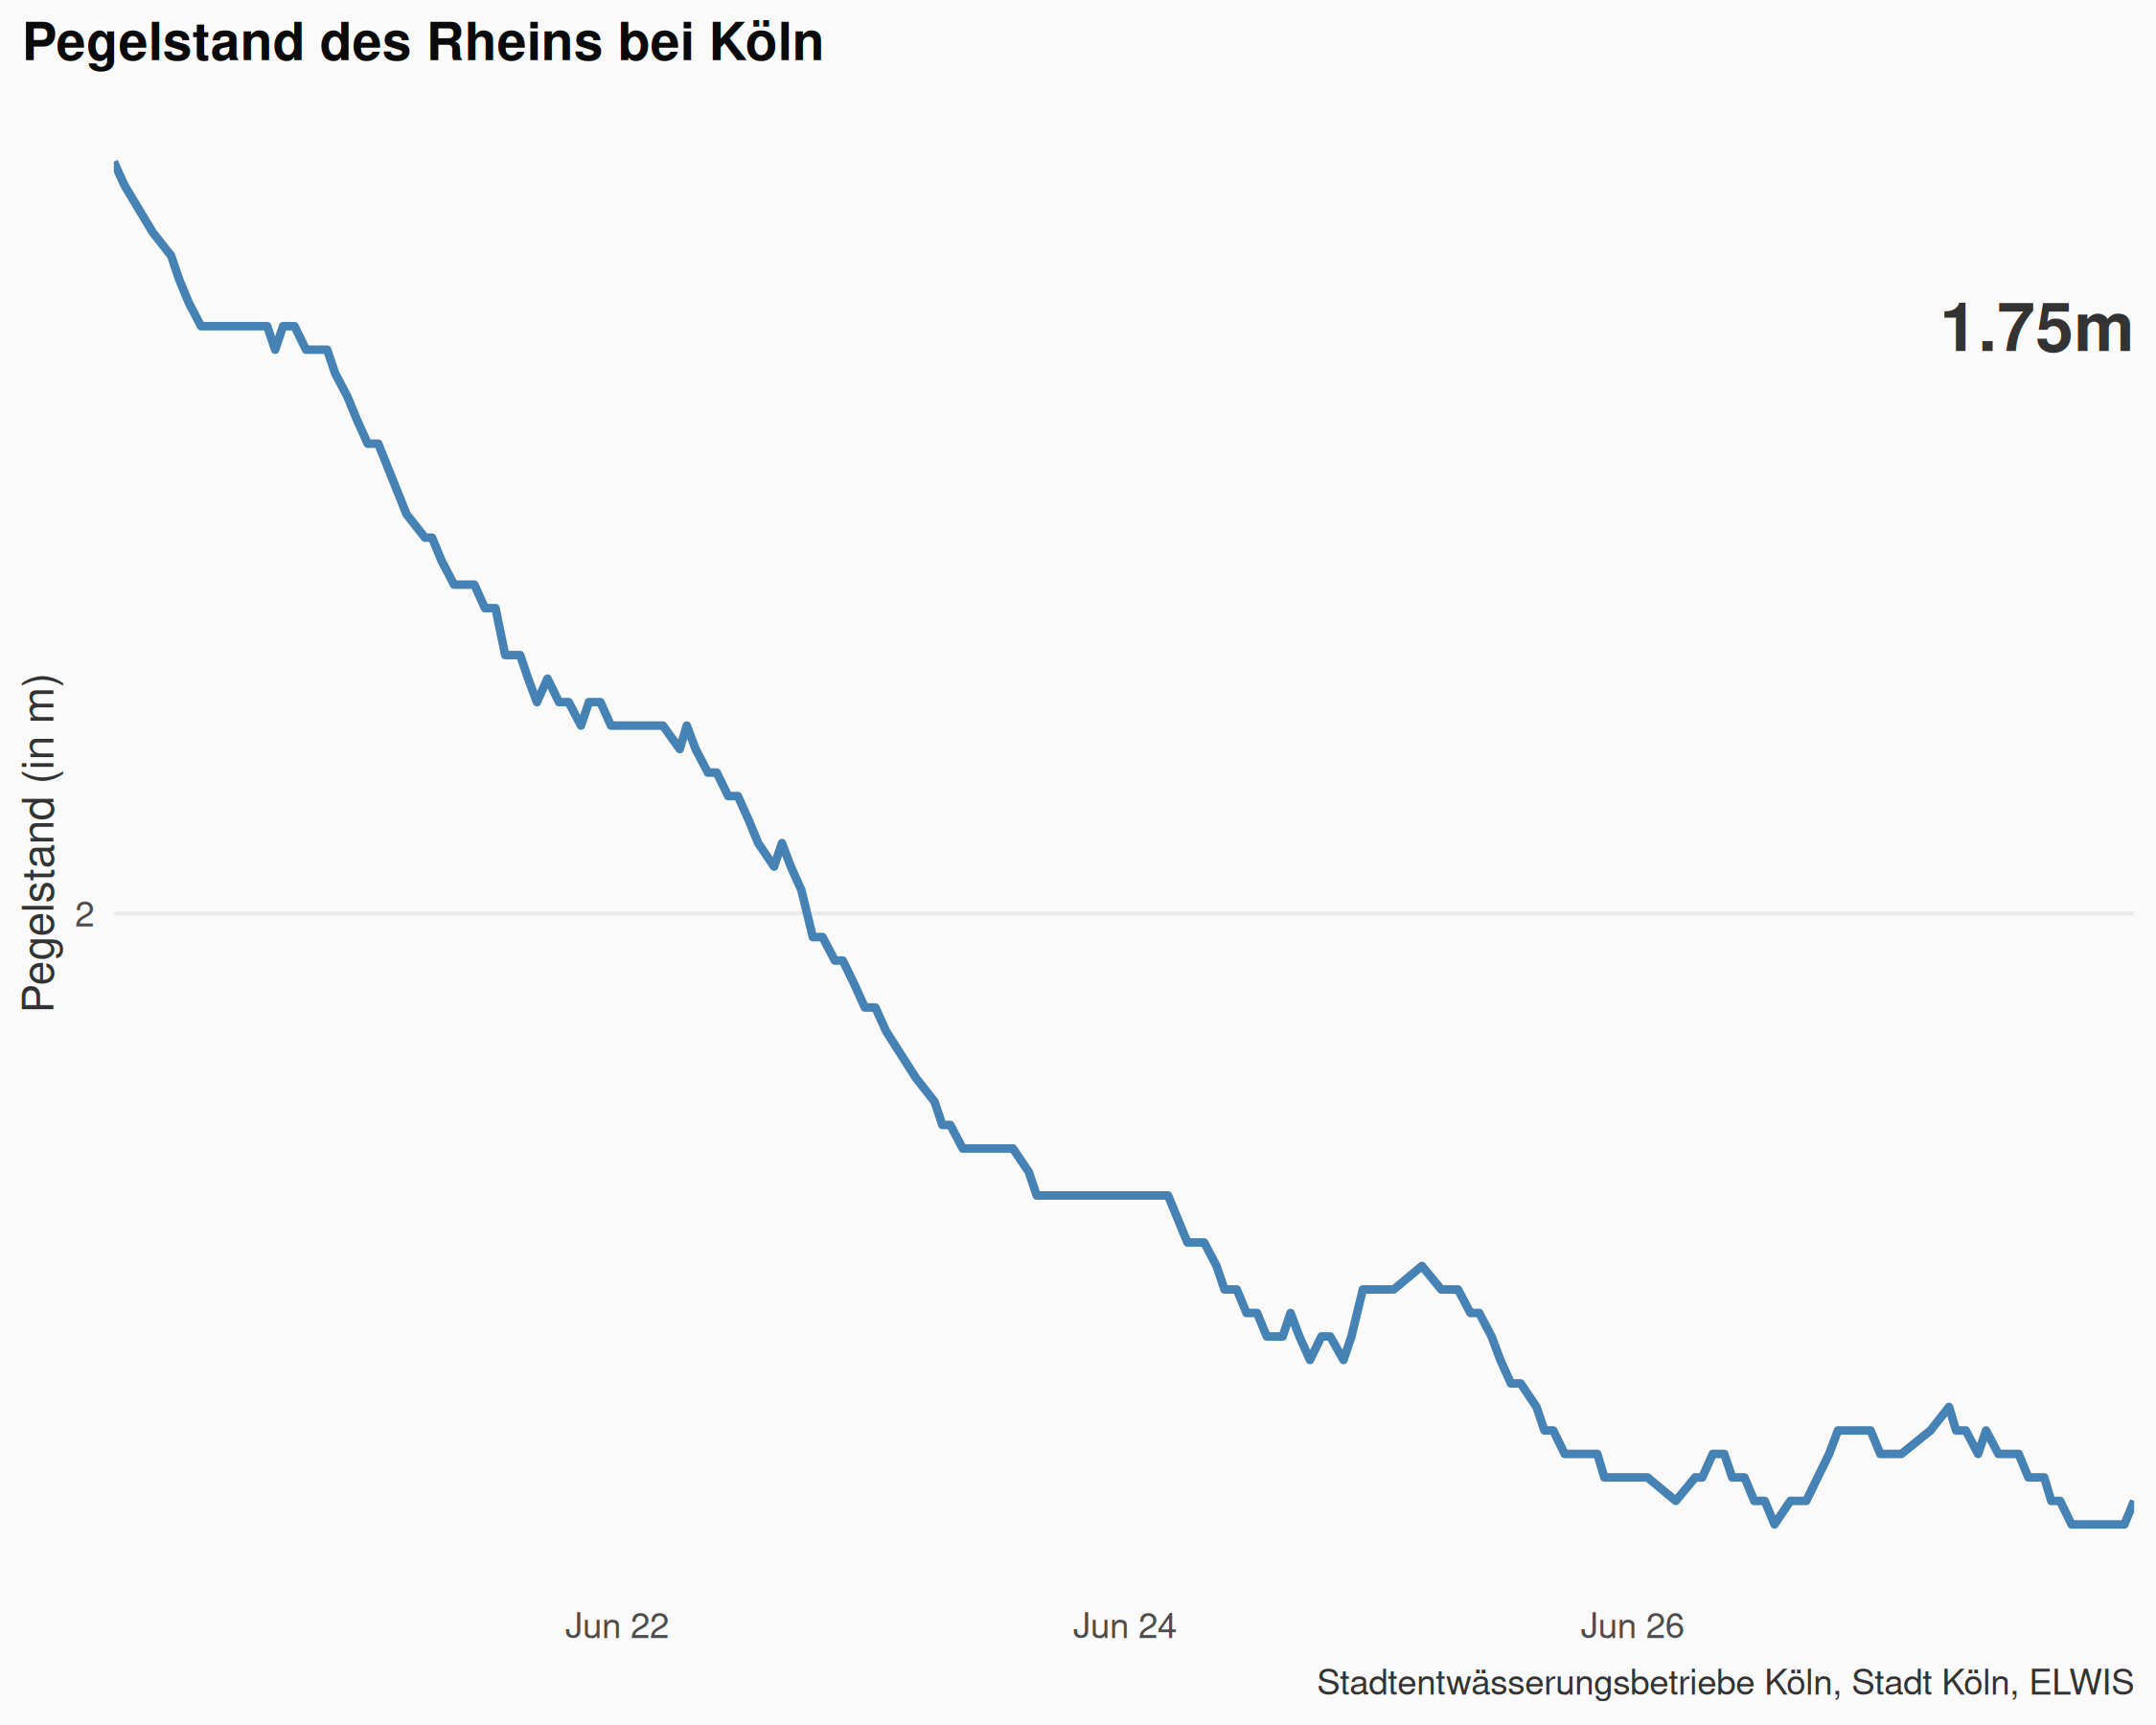 Pegelstand des Rheins bei Köln
1.75m
Pegelstand (in m)
2
Jun 22
Jun 24
Jun 26
Stadtentwässerungsbetriebe Köln, Stadt Köln, ELWIS